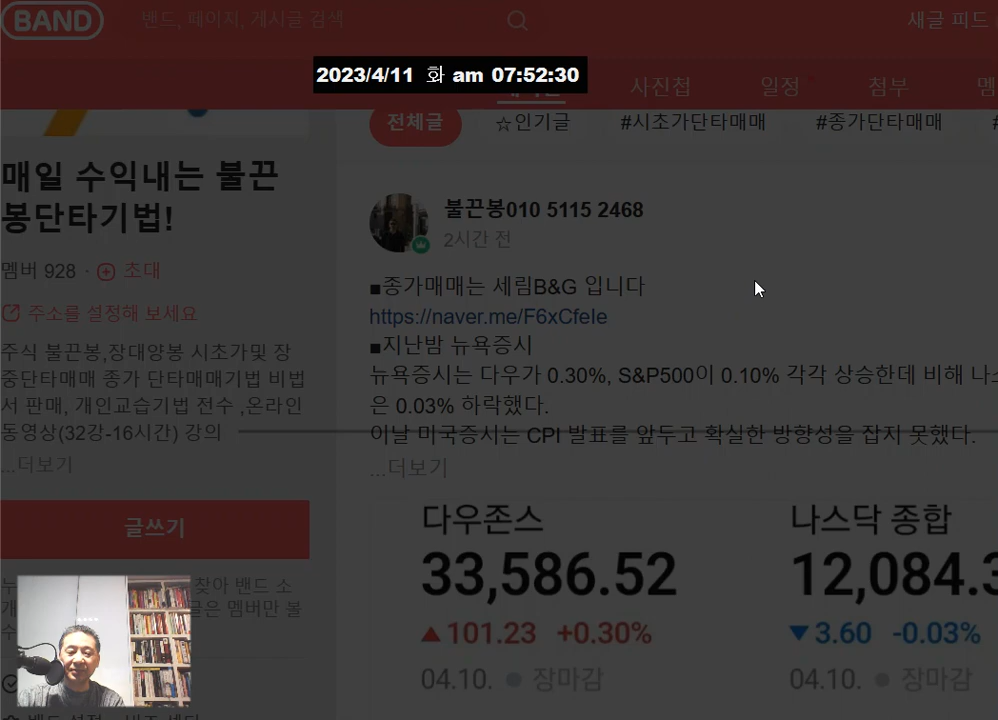 BAND
밴드, 페이지, 게시글 검색
새글 피드
2023/4/11 화 am 07:52:30
사진첩
일정
첨부
전체글
☆인기글
#시초가단타매매
#종가단타매매
매일 수익내는 불끈
봉단타기법!
멤버 928 · 초대
주소를 설정해 보세요
주식 불끈봉,장대양봉 시초가및 장
중단타매매 종가 단타매매기법 비법
서 판매, 개인교습기법 전수 ,온라인
동영상(32강-16시간) 강의
...더보기
글쓰기
찾아 밴드 소
글은 멤버만 볼
불끈봉010 5115 2468
2시간 전
■종가매매는 세림B&G 입니다
https://naver.me/F6xCfeIe
■지난밤 뉴욕증시
뉴욕증시는 다우가 0.30%, S&P500이 0.10% 각각 상승한데 비해 나스
은 0.03% 하락했다.
이날 미국증시는 CPI 발표를 앞두고 확실한 방향성을 잡지 못했다.
...더보기
다우존스
33,586.52
▲101.23 +0.30%
04.10. 장마감
나스닥 종합
12,084.3
▼3.60 -0.03%
04.10. 장마감